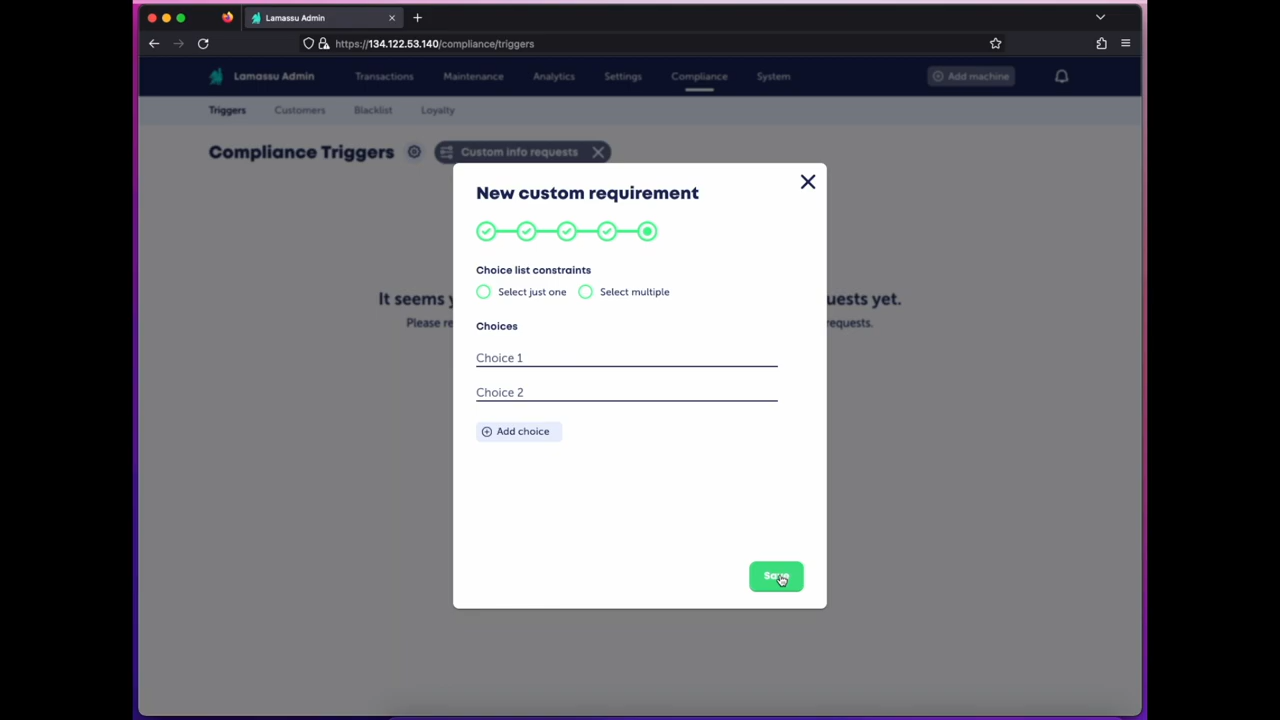 Lamassu Admin
https://134.122.53.140/compliance/triggers
Lamassu Admin Transactions Maintenance Analytics Settings Compliance System Add machine
Triggers Customers Blacklist Loyalty
Compliance Triggers Custom info requests
New custom requirement
Choice list constraints
Select just one Select multiple
It seems y
uests yet.
Please re
requests.
Choices
Choice 1
Choice 2
Add choice
Save